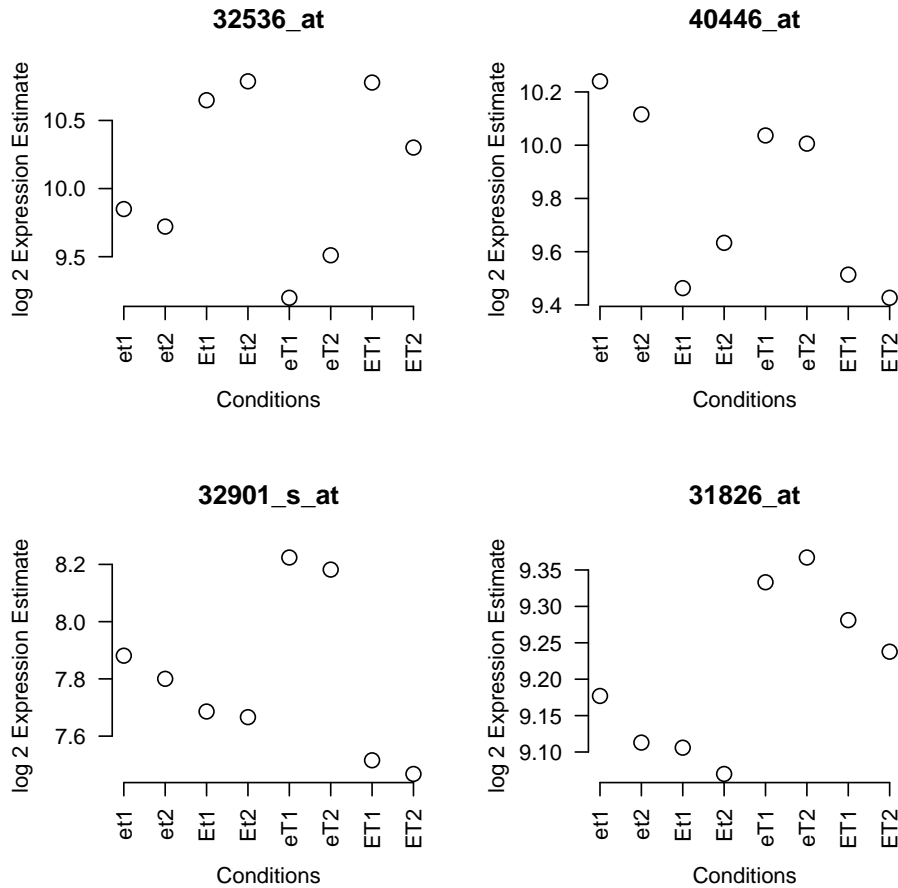 32536_at
log 2 Expression Estimate
10.5
10.0
9.5
et1
et2
Et1
Et2
eT1
eT2
ET1
ET2
Conditions
40446_at
log 2 Expression Estimate
10.2
10.0
9.8
9.6
9.4
et1
et2
Et1
Et2
eT1
eT2
ET1
ET2
Conditions
32901_s_at
log 2 Expression Estimate
8.2
8.0
7.8
7.6
et1
et2
Et1
Et2
eT1
eT2
ET1
ET2
Conditions
31826_at
log 2 Expression Estimate
9.35
9.30
9.25
9.20
9.15
9.10
et1
et2
Et1
Et2
eT1
eT2
ET1
ET2
Conditions